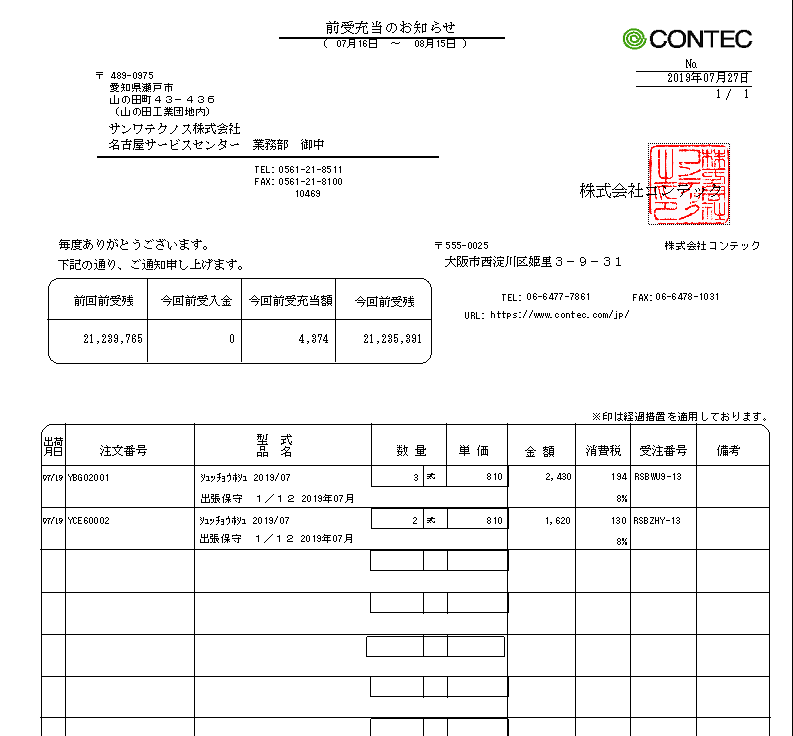 前受充当のお知らせ
( 07月16日 ～ 08月15日 )
CONTEC
No.
2019年07月27日
1 / 1
〒 489-0975
愛知県瀬戸市
山の田町４３－４３６
（山の田工業団地内）
サンワテクノス株式会社
名古屋サービスセンター 業務部 御中
TEL: 0561-21-8511
FAX: 0561-21-8100
10469
株式会社コンテック
毎度ありがとうございます。
下記の通り、ご通知申し上げます。
〒 555-0025 株式会社コンテック
大阪市西淀川区姫里３－９－３１
TEL: 06-6477-7861 FAX: 06-6478-1031
URL: https://www.contec.com/jp/
前回前受残 今回前受入金 今回前受充当額 今回前受残
21,239,765 0 4,374 21,235,391
※印は経過措置を適用しております。
出荷月日 注文番号 型式品名 数量 単価 金額 消費税 受注番号 備考
07/19 YBG02001 ｼｭｯﾁｮｳﾎｼｭ 2019/07 3 式 810 2,430 194 RSBWU9-13
出張保守 １／１２ 2019年07月 8%
07/19 YCE60002 ｼｭｯﾁｮｳﾎｼｭ 2019/07 2 式 810 1,620 130 RSBZHY-13
出張保守 １／１２ 2019年07月 8%